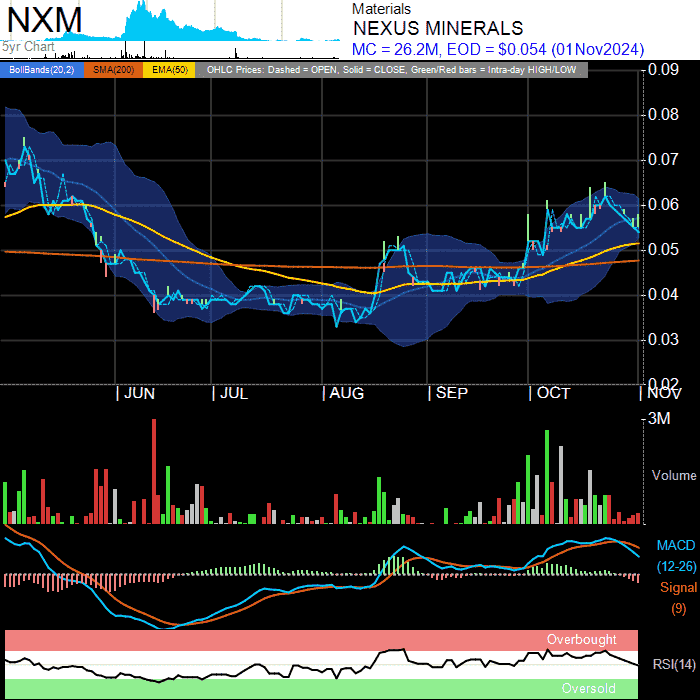 NXM
5yr Chart
Materials
NEXUS MINERALS
MC = 26.2M, EOD = $0.054 (01Nov2024)
BollBands(20,2) SMA(200) EMA(50) OHLC Prices: Dashed = OPEN, Solid = CLOSE, Green/Red bars = Intra-day HIGH/LOW
0.09
0.08
0.07
0.06
0.05
0.04
0.03
0.02
JUN JUL AUG SEP OCT NOV
3M
Volume
MACD
(12-26)
Signal
(9)
Overbought
RSI(14)
Oversold